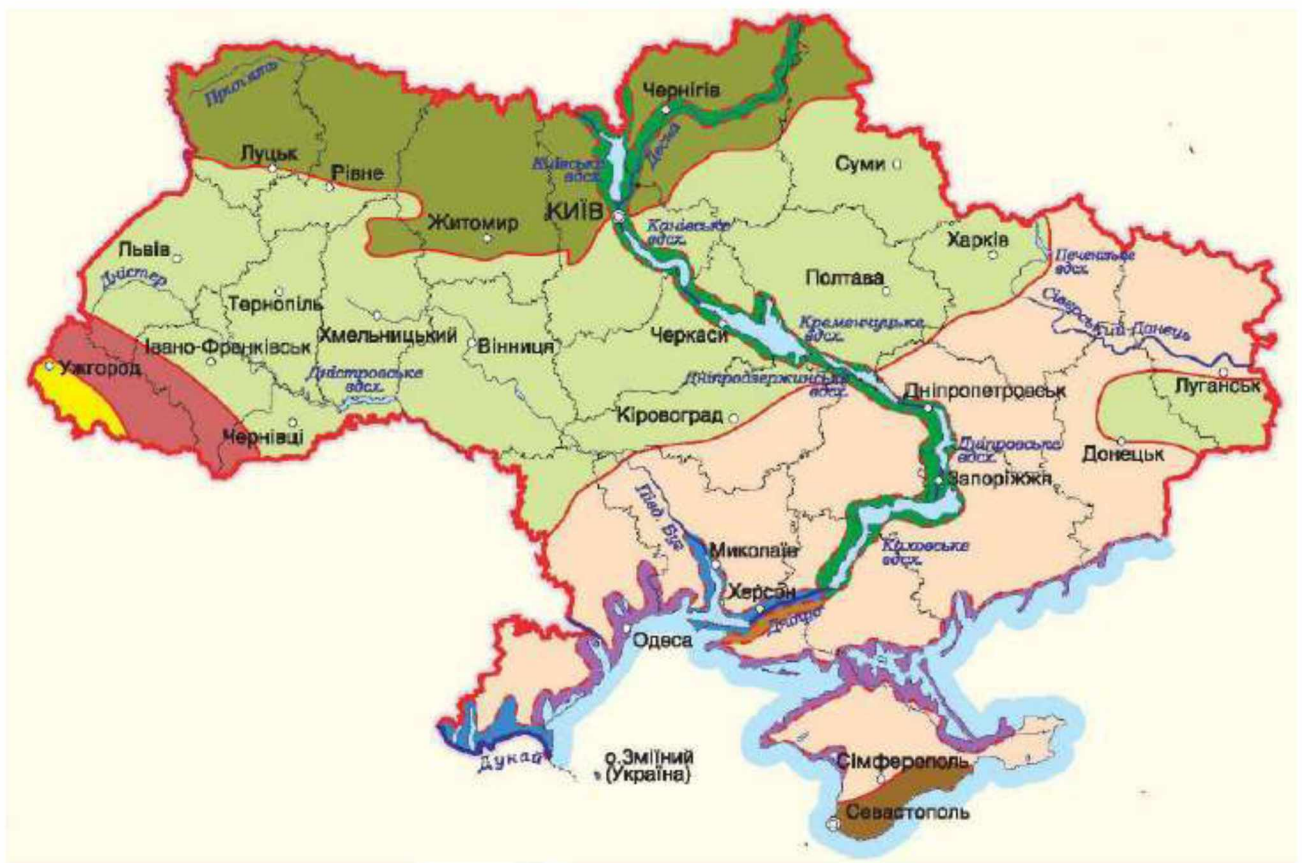 Прип'ять
Чернігів
Десна
Луцьк
Рівне
Київське
вдсх.
Суми
КИЇВ
Житомир
Канівське
вдсх.
Харків
Львів
Печенізьке
вдсх.
Дністер
Полтава
Тернопіль
Сіверський Донець
Хмельницький
Вінниця
Черкаси
Кременчуцьке
вдсх.
Івано-Франківськ
Ужгород
Дністровське
вдсх.
Дніпродзержинське
вдсх.
Луганськ
Дніпропетровськ
Кіровоград
Чернівці
Дніпровське
вдсх.
Донецьк
Запоріжжя
Півд. Буг
Миколаїв
Каховське
вдсх.
Херсон
Дніпро
Одеса
Дунай
о.Зміїний
(Україна)
Сімферополь
Севастополь